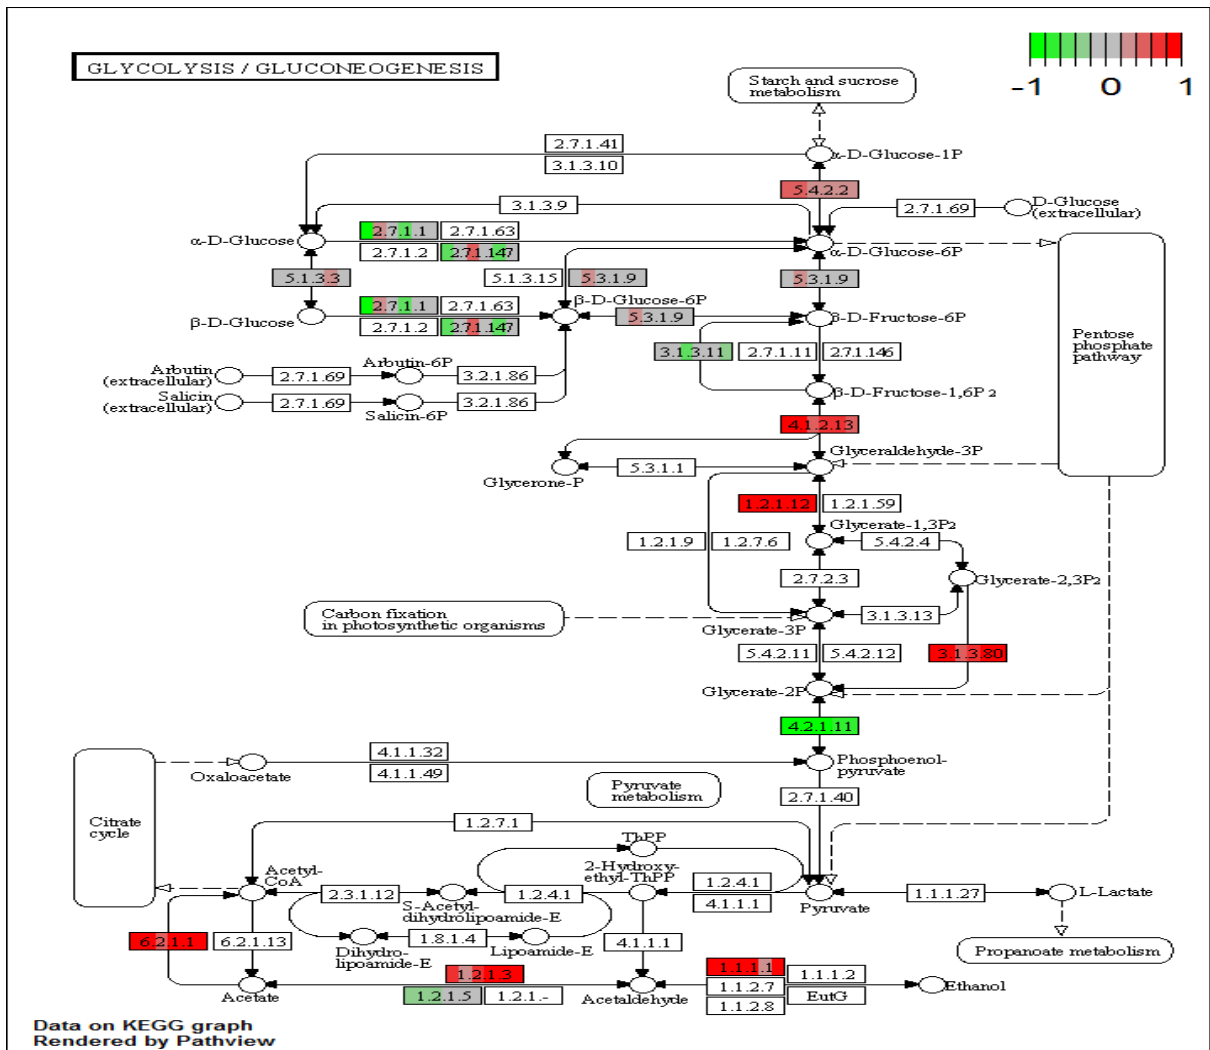 GLYCOLYSIS / GLUCONEOGENESIS
-1 0 1
Starch and sucrose
metabolism
2.7.1.41
3.1.3.10
α-D-Glucose-1P
5.4.2.2
3.1.3.9
2.7.1.69
D-Glucose
(extracellular)
α-D-Glucose
2.7.1.1
2.7.1.63
2.7.1.2
2.7.1.147
α-D-Glucose-6P
5.1.3.3
5.1.3.15
5.3.1.9
5.3.1.9
β-D-Glucose-6P
β-D-Glucose
2.7.1.1
2.7.1.63
2.7.1.2
2.7.1.147
5.3.1.9
β-D-Fructose-6P
Pentose
phosphate
pathway
3.1.3.11
2.7.1.11
2.7.1.146
Arbutin
(extracellular)
2.7.1.69
Arbutin-6P
3.2.1.86
Salicin
(extracellular)
2.7.1.69
Salicin-6P
3.2.1.86
β-D-Fructose-1,6P2
4.1.2.13
Glyceraldehyde-3P
5.3.1.1
Glycerone-P
1.2.1.12
1.2.1.59
Glycerate-1,3P2
1.2.1.9
1.2.7.6
5.4.2.4
2.7.2.3
Glycerate-2,3P2
Carbon fixation
in photosynthetic organisms
3.1.3.13
Glycerate-3P
5.4.2.11
5.4.2.12
3.1.3.80
Glycerate-2P
4.2.1.11
4.1.1.32
4.1.1.49
Oxaloacetate
Phosphoenol-
pyruvate
Pyruvate
metabolism
2.7.1.40
Citrate
cycle
1.2.7.1
ThPP
2-Hydroxy-
ethyl-ThPP
Acetyl-
CoA
2.3.1.12
S-Acetyl-
dihydrolipoamide-E
1.2.4.1
1.2.4.1
4.1.1.1
Pyruvate
1.1.1.27
L-Lactate
6.2.1.1
6.2.1.13
Dihydro-
lipoamide-E
1.8.1.4
Lipoamide-E
4.1.1.1
Propanoate metabolism
1.2.1.3
1.2.1.5
1.2.1.-
Acetate
Acetaldehyde
1.1.1.1
1.1.2.7
1.1.2.8
1.1.1.2
EutG
Ethanol
Data on KEGG graph
Rendered by Pathview